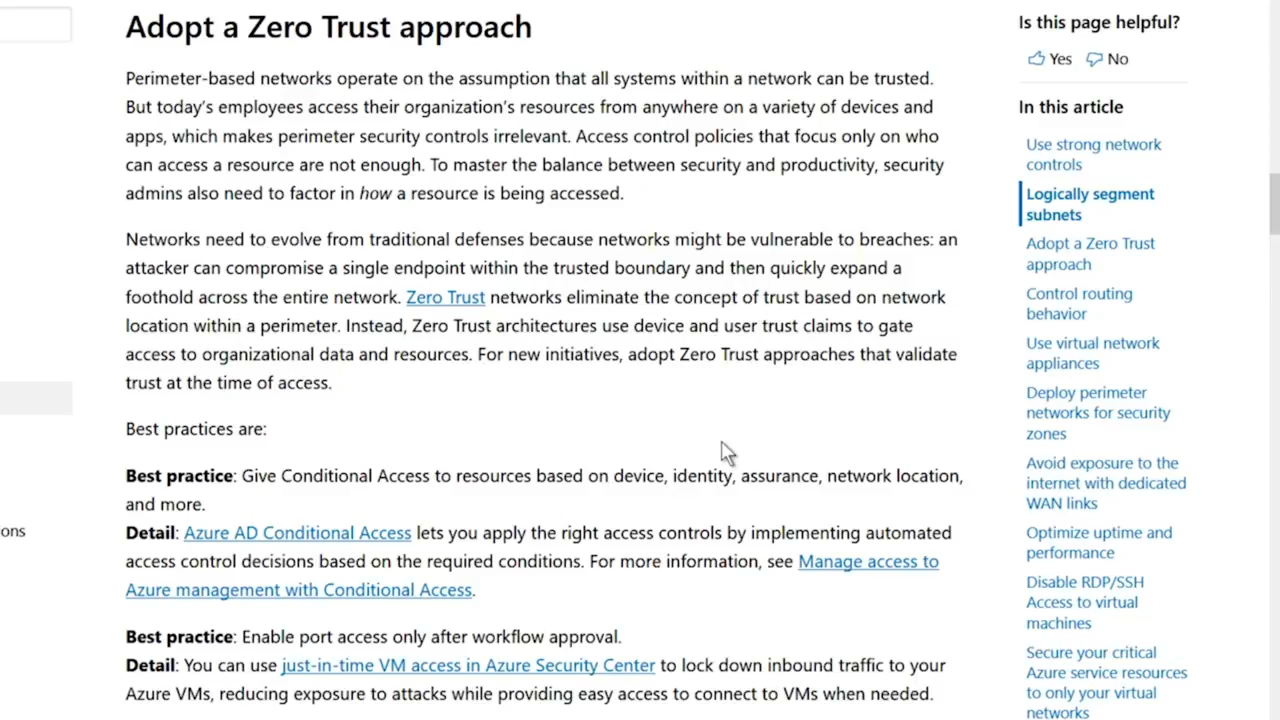 Adopt a Zero Trust approach
Perimeter-based networks operate on the assumption that all systems within a network can be trusted.
But today's employees access their organization's resources from anywhere on a variety of devices and
apps, which makes perimeter security controls irrelevant. Access control policies that focus only on who
can access a resource are not enough. To master the balance between security and productivity, security
admins also need to factor in how a resource is being accessed.
Networks need to evolve from traditional defenses because networks might be vulnerable to breaches: an
attacker can compromise a single endpoint within the trusted boundary and then quickly expand a
foothold across the entire network. Zero Trust networks eliminate the concept of trust based on network
location within a perimeter. Instead, Zero Trust architectures use device and user trust claims to gate
access to organizational data and resources. For new initiatives, adopt Zero Trust approaches that validate
trust at the time of access.
Best practices are:
Best practice: Give Conditional Access to resources based on device, identity, assurance, network location,
and more.
Detail: Azure AD Conditional Access lets you apply the right access controls by implementing automated
access control decisions based on the required conditions. For more information, see Manage access to
Azure management with Conditional Access.
Best practice: Enable port access only after workflow approval.
Detail: You can use just-in-time VM access in Azure Security Center to lock down inbound traffic to your
Azure VMs, reducing exposure to attacks while providing easy access to connect to VMs when needed.
ons
Is this page helpful?
Yes No
In this article
Use strong network
controls
Logically segment
subnets
Adopt a Zero Trust
approach
Control routing
behavior
Use virtual network
appliances
Deploy perimeter
networks for security
zones
Avoid exposure to the
internet with dedicated
WAN links
Optimize uptime and
performance
Disable RDP/SSH
Access to virtual
machines
Secure your critical
Azure service resources
to only your virtual
networks